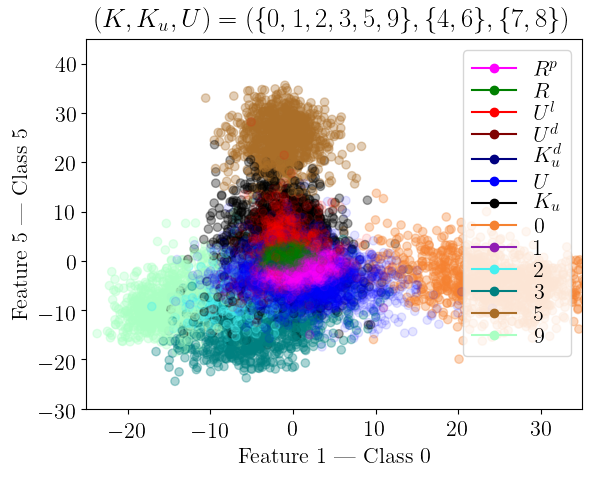 (K, K_u, U) = ({0, 1, 2, 3, 5, 9}, {4, 6}, {7, 8})
Feature 5 — Class 5
40
30
20
10
0
−10
−20
−30
−20
−10
0
10
20
30
Feature 1 — Class 0
R^p
R
U^l
U^d
K_u^d
U
K_u
0
1
2
3
5
9